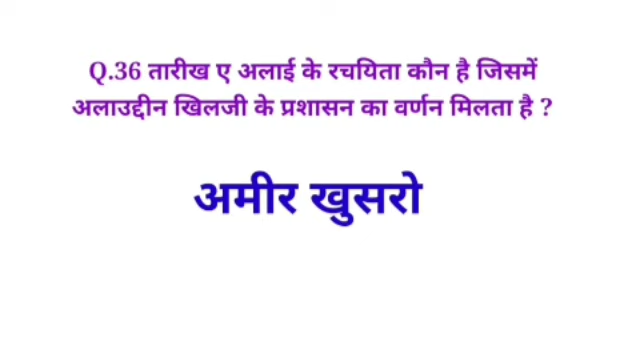 Q.36 तारीख ए अलाई के रचयिता कौन है जिसमें
अलाउद्दीन खिलजी के प्रशासन का वर्णन मिलता है ?
अमीर खुसरो